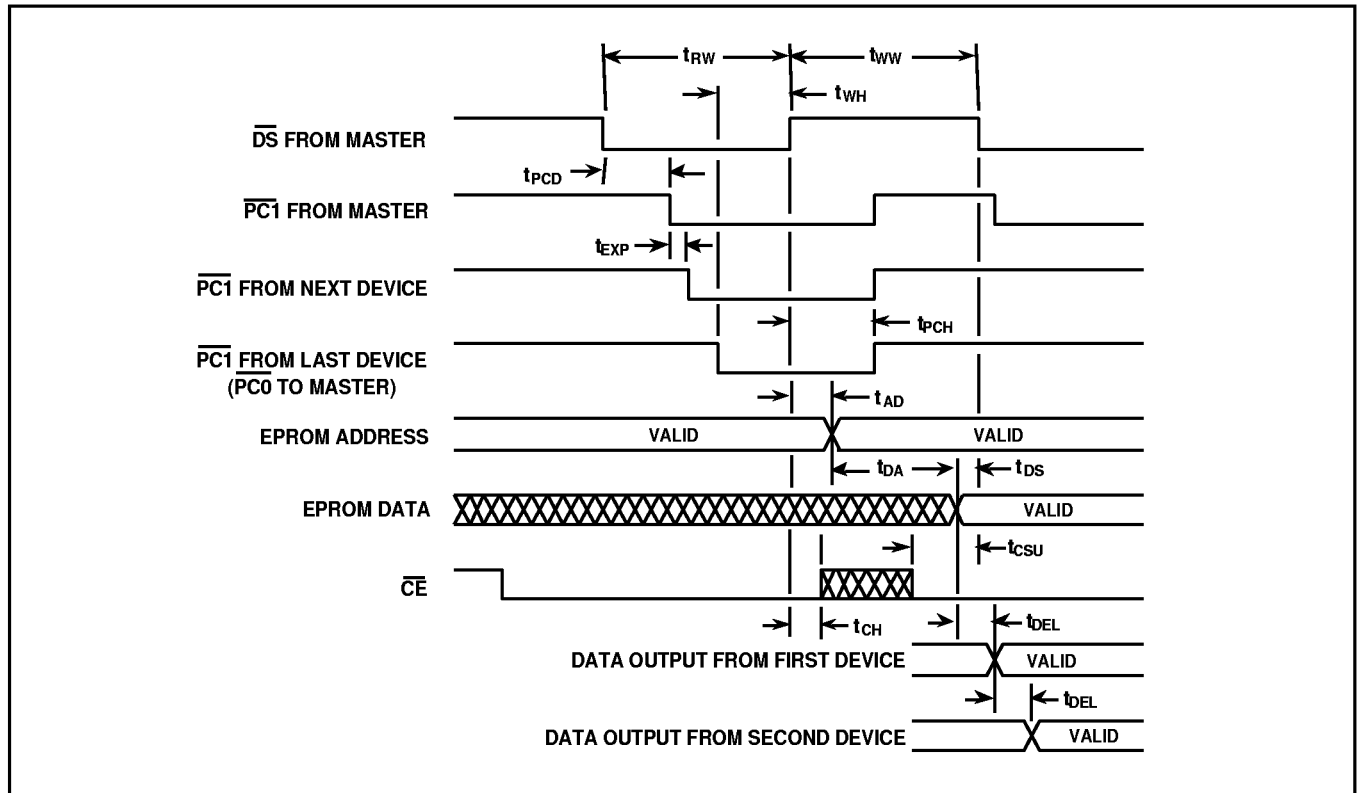 tRW
tWW
tWH
DS FROM MASTER
tPCD
PC1 FROM MASTER
tEXP
PC1 FROM NEXT DEVICE
tPCH
PC1 FROM LAST DEVICE
(PC0 TO MASTER)
tAD
EPROM ADDRESS
VALID
VALID
tDA
tDS
EPROM DATA
VALID
tCSU
CE
tCH
tDEL
DATA OUTPUT FROM FIRST DEVICE
VALID
tDEL
DATA OUTPUT FROM SECOND DEVICE
VALID